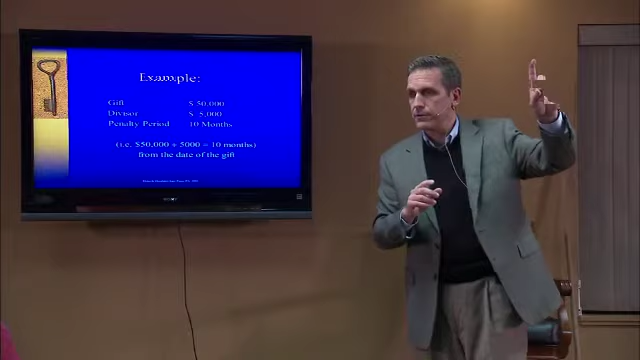 Example:
Gift $ 50,000
Divisor $ 5,000
Penalty Period 10 Months
(i.e. $50,000 ÷ 5000 = 10 months)
from the date of the gift
SONY